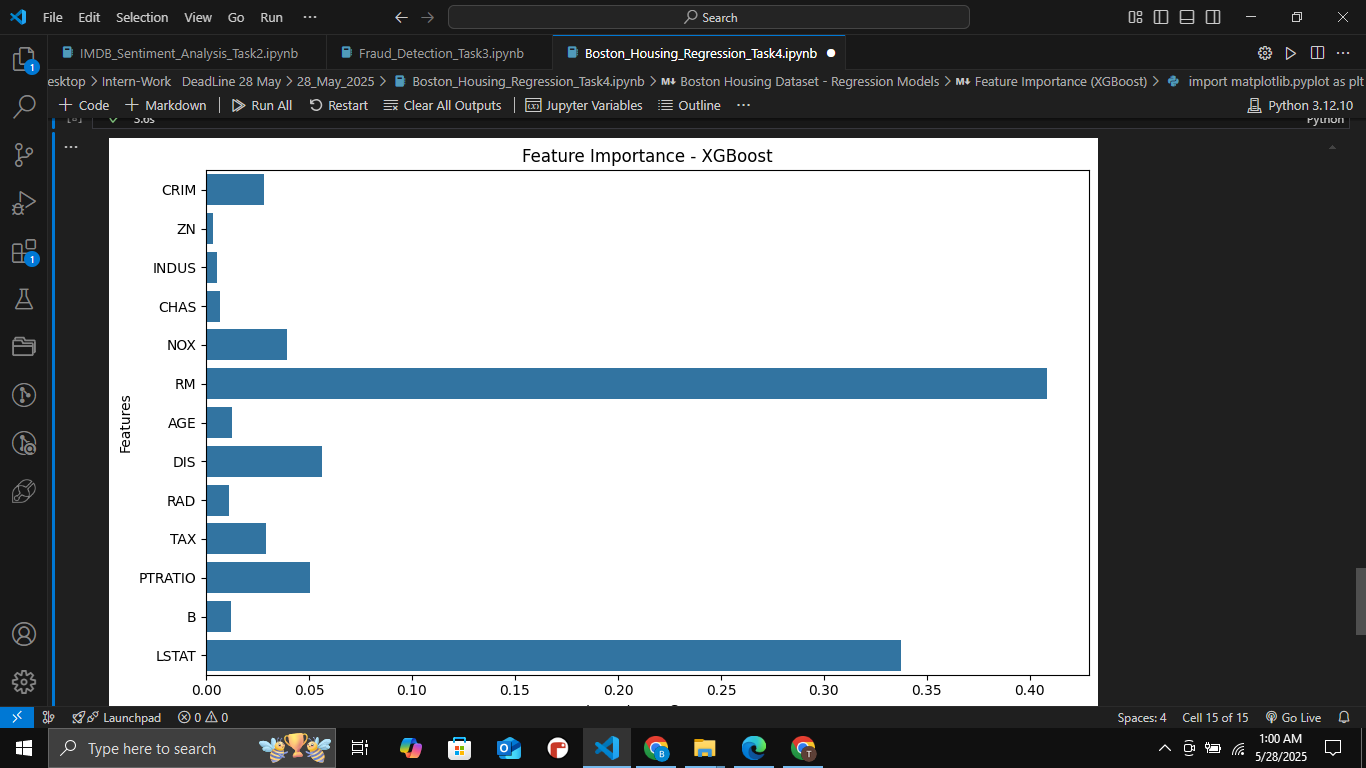 File Edit Selection View Go Run ··· Search
IMDB_Sentiment_Analysis_Task2.ipynb Fraud_Detection_Task3.ipynb Boston_Housing_Regression_Task4.ipynb
esktop > Intern-Work DeadLine 28 May > 28_May_2025 > Boston_Housing_Regression_Task4.ipynb > Boston Housing Dataset - Regression Models > Feature Importance (XGBoost) > import matplotlib.pyplot as plt
+ Code + Markdown Run All Restart Clear All Outputs Jupyter Variables Outline ··· Python 3.12.10
3.6s Python
Feature Importance - XGBoost
CRIM
ZN
INDUS
CHAS
NOX
RM
AGE
DIS
RAD
TAX
PTRATIO
B
LSTAT
Features
0.00 0.05 0.10 0.15 0.20 0.25 0.30 0.35 0.40
1
1
Launchpad 0 0 Spaces: 4 Cell 15 of 15 Go Live
Type here to search B T 1:00 AM
5/28/2025